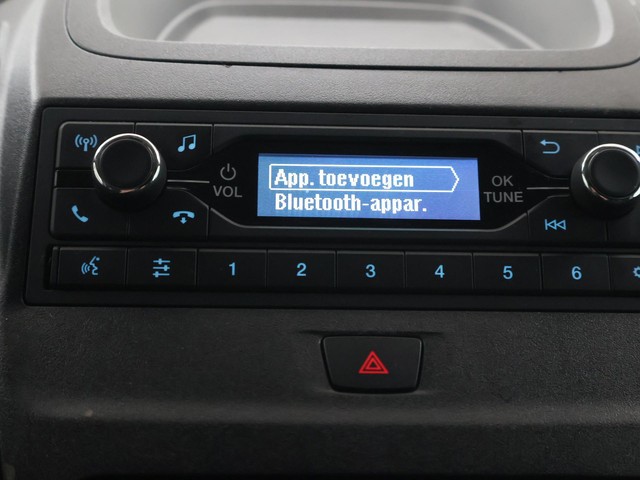 App. toevoegen
Bluetooth-appar.
VOL
OK
TUNE
1 2 3 4 5 6